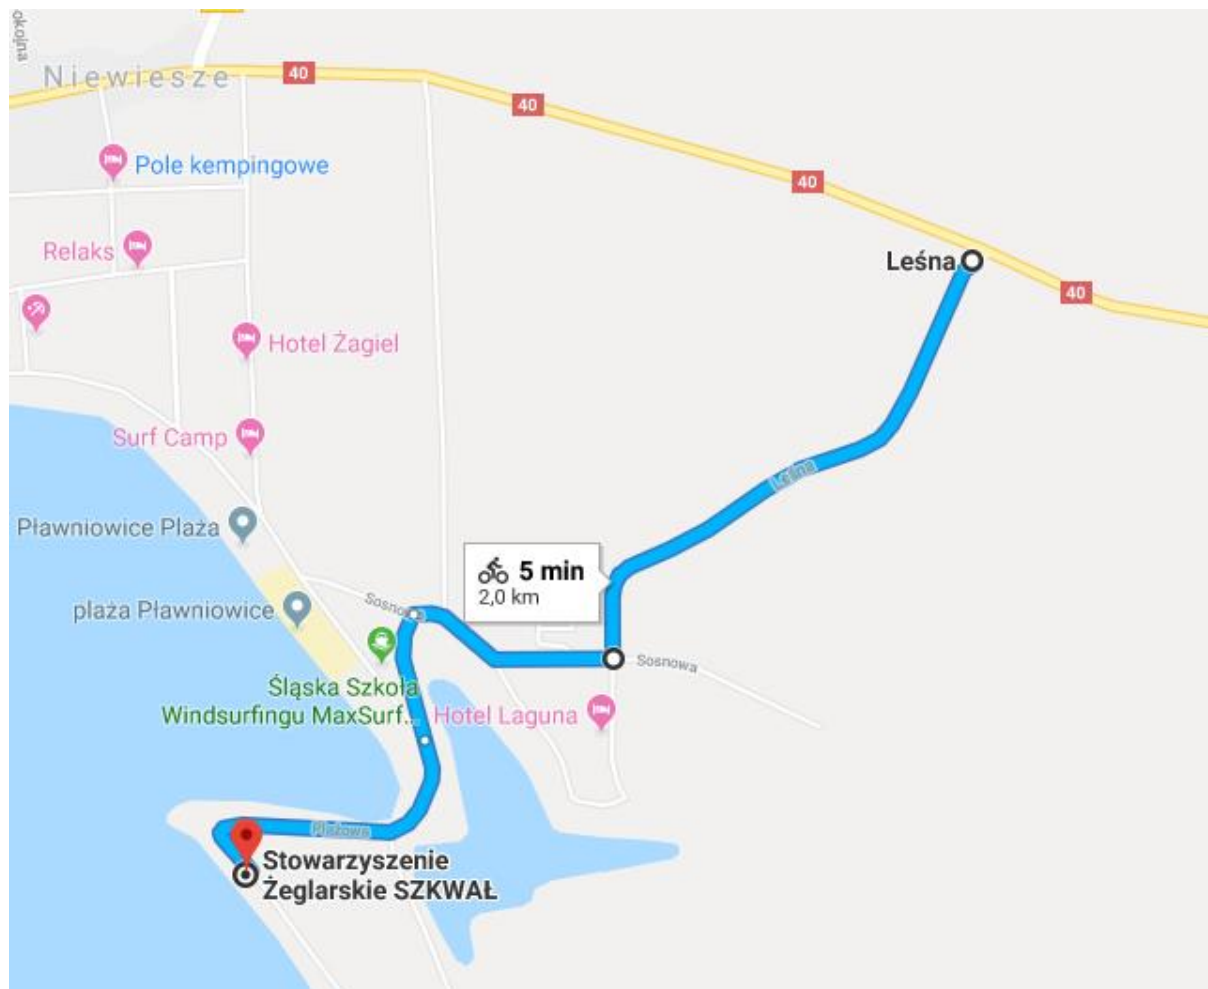 okojna
Niewiesze
40
40
Pole kempingowe
40
Relaks
Leśna
40
Hotel Żagiel
Surf Camp
Leśna
Pławniowice Plaża
5 min
2,0 km
plaża Pławniowice
Sosnowa
Sosnowa
Śląska Szkoła
Windsurfingu MaxSurf...
Hotel Laguna
Plażowa
Stowarzyszenie
Żeglarskie SZKWAŁ